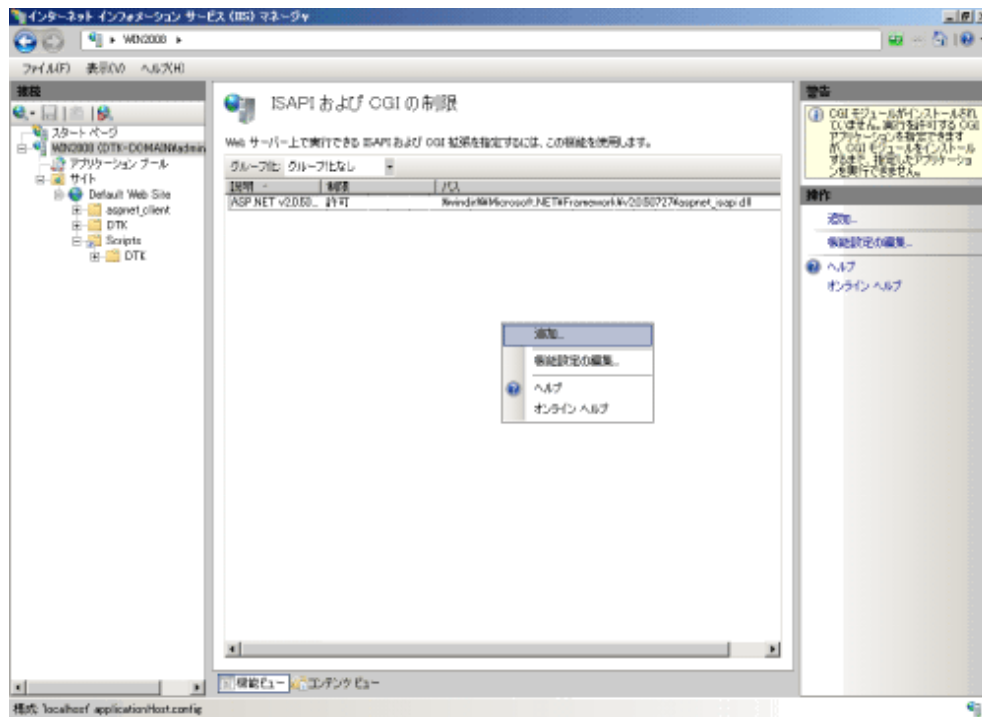 インターネット インフォメーション サービス (IIS) マネージャ
WIN2008
ファイル(F) 表示(V) ヘルプ(H)
接続
スタート ページ
WIN2008 (DTK-DOMAIN¥admin
アプリケーション プール
サイト
Default Web Site
aspnet_client
DTK
Scripts
DTK
ISAPI および CGI の制限
Web サーバー上で実行できる ISAPI および CGI 拡張を指定するには、この機能を使用します。
グループ化: グループ化なし
説明 制限 パス
ASP.NET v2.0.50... 許可 %windir%¥Microsoft.NET¥Framework¥v2.0.50727¥aspnet_isapi.dll
追加...
機能設定の編集...
ヘルプ
オンライン ヘルプ
機能ビュー コンテンツ ビュー
警告
CGI モジュールがインストールされ
ていません。実行を許可する CGI
アプリケーションを指定できます
が、CGI モジュールをインストール
するまで、指定したアプリケーショ
ンを実行できません。
操作
追加...
機能設定の編集...
ヘルプ
オンライン ヘルプ
構成: 'localhost' applicationHost.config